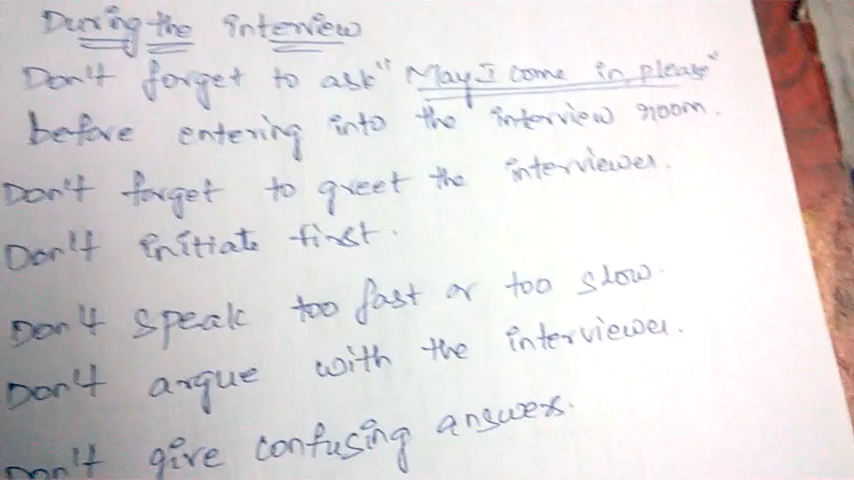 During the interview
Don't forget to ask "May I come in please"
before entering into the interview room.
Don't forget to greet the interviewer.
Don't initiate first.
Don't speak too fast or too slow.
Don't argue with the interviewer.
Don't give confusing answers.